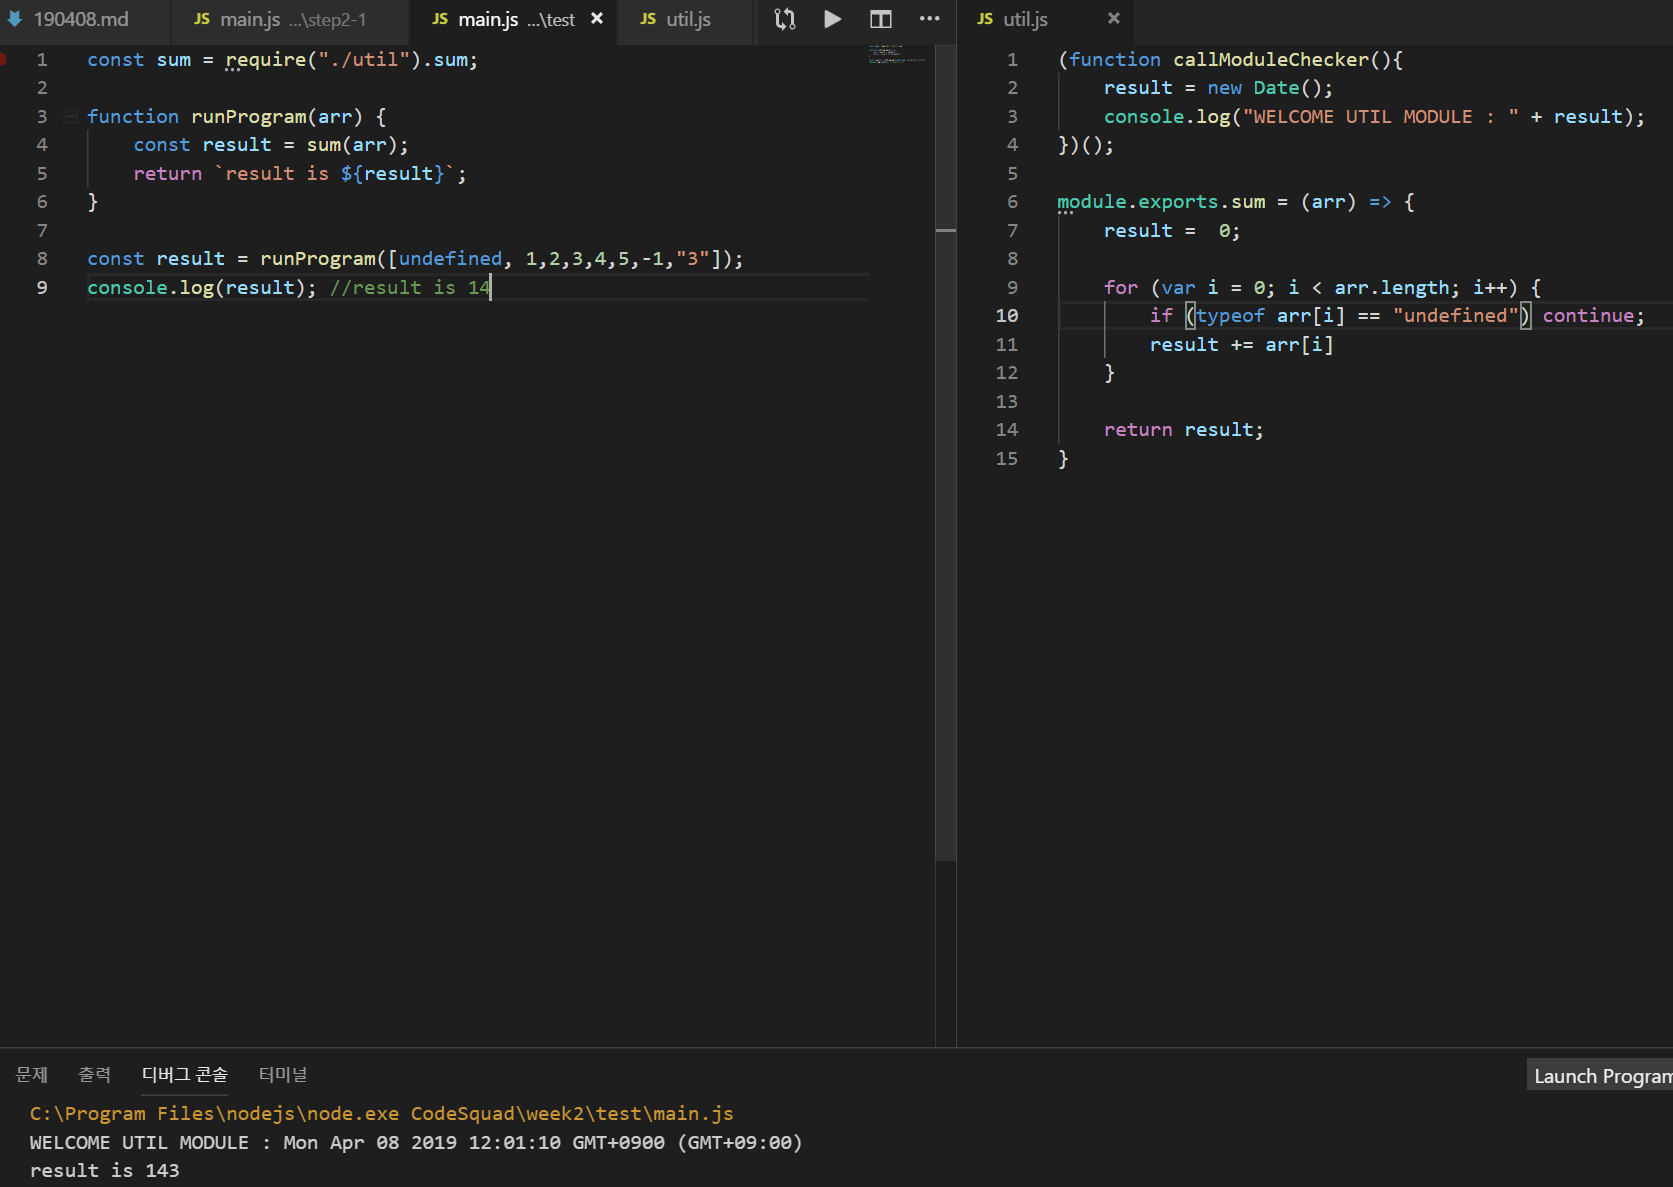 190408.md JS main.js ...\step2-1 JS main.js ...\test × JS util.js ...
1 const sum = require("./util").sum;
2
3 function runProgram(arr) {
4     const result = sum(arr);
5     return `result is ${result}`;
6 }
7
8 const result = runProgram([undefined, 1,2,3,4,5,-1,"3"]);
9 console.log(result); //result is 14
JS util.js ×
1 (function callModuleChecker(){
2     result = new Date();
3     console.log("WELCOME UTIL MODULE : " + result);
4 })();
5
6 module.exports.sum = (arr) => {
7     result =  0;
8
9     for (var i = 0; i < arr.length; i++) {
10         if (typeof arr[i] == "undefined") continue;
11         result += arr[i]
12     }
13
14     return result;
15 }
문제 출력 디버그 콘솔 터미널 Launch Program
C:\Program Files\nodejs\node.exe CodeSquad\week2\test\main.js
WELCOME UTIL MODULE : Mon Apr 08 2019 12:01:10 GMT+0900 (GMT+09:00)
result is 143